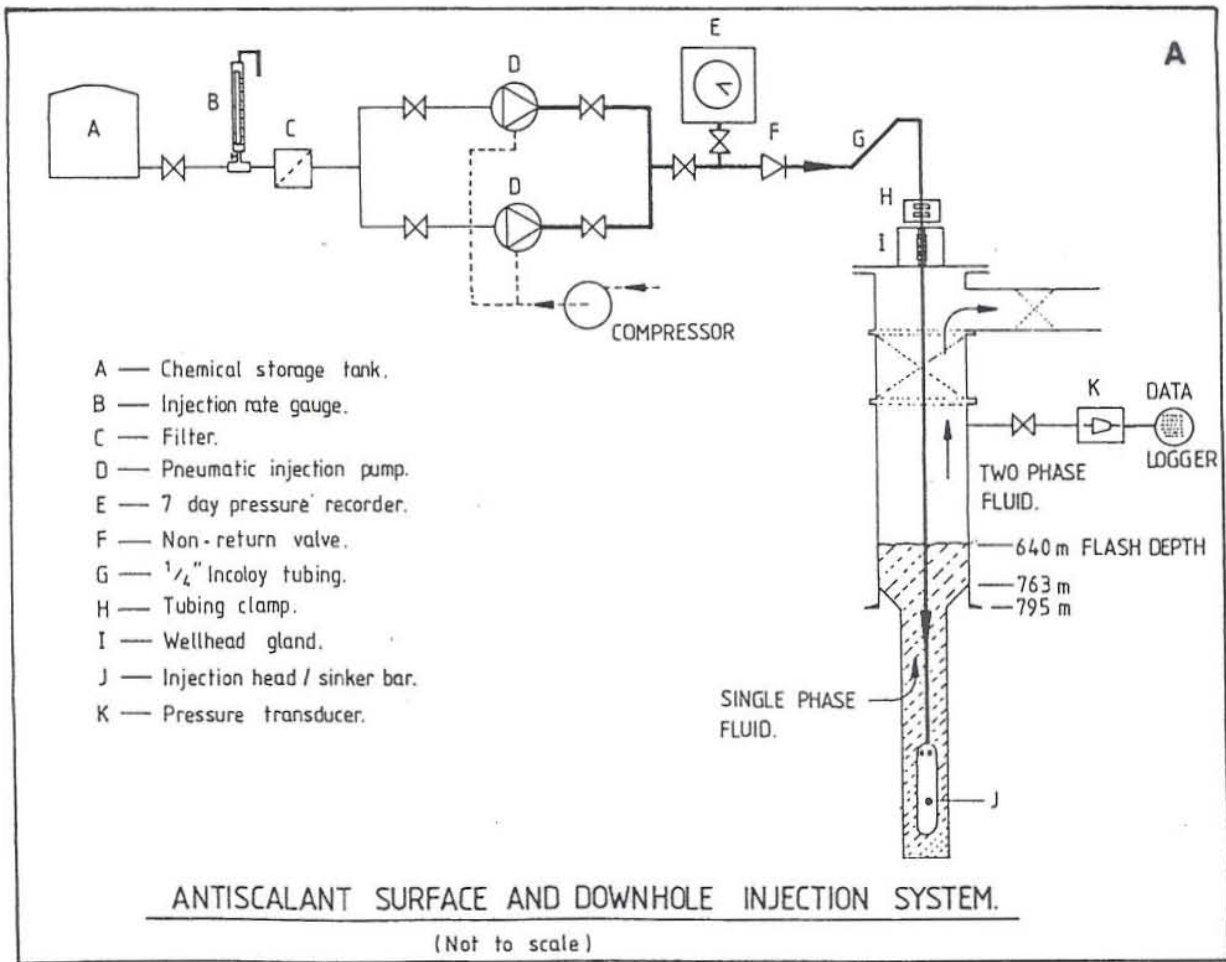 A
E
D
B
A
C
F
G
D
H
I
COMPRESSOR
K
DATA
LOGGER
TWO PHASE
FLUID.
640 m FLASH DEPTH
763 m
795 m
SINGLE PHASE
FLUID.
J
A — Chemical storage tank.
B — Injection rate gauge.
C — Filter.
D — Pneumatic injection pump.
E — 7 day pressure recorder.
F — Non-return valve.
G — 1/4" Incoloy tubing.
H — Tubing clamp.
I — Wellhead gland.
J — Injection head / sinker bar.
K — Pressure transducer.
ANTISCALANT SURFACE AND DOWNHOLE INJECTION SYSTEM.
(Not to scale)